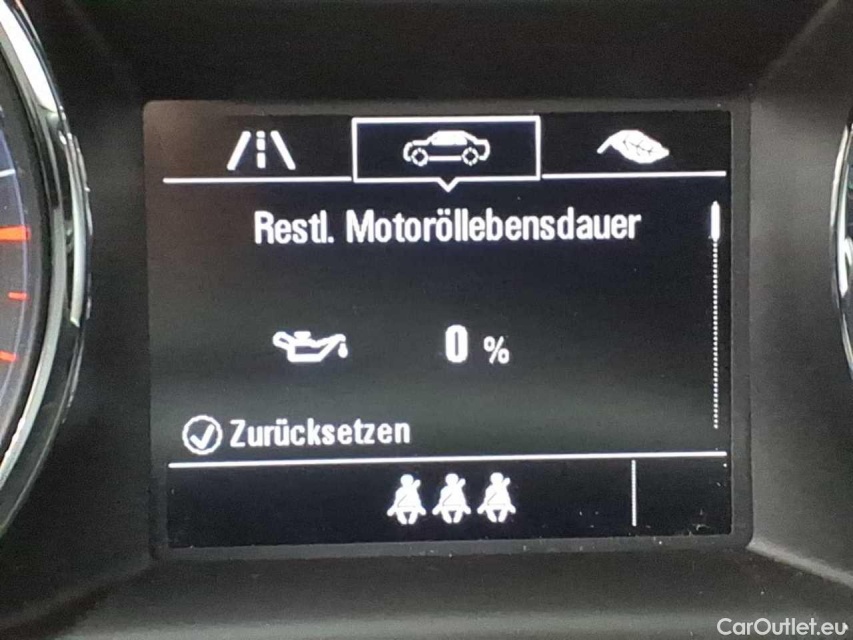 Restl. Motoröllebensdauer
0 %
Zurücksetzen
CarOutlet.eu